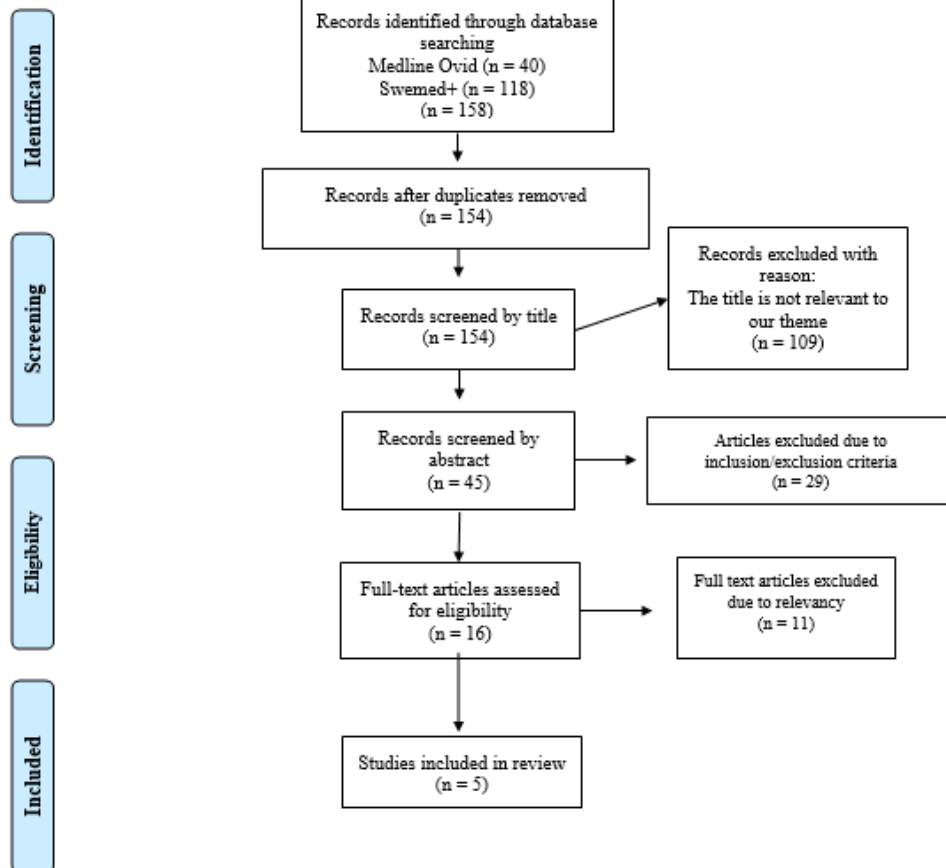 Identification
Records identified through database
searching
Medline Ovid (n = 40)
Swemed+ (n = 118)
(n = 158)
Records after duplicates removed
(n = 154)
Screening
Records screened by title
(n = 154)
Records excluded with
reason:
The title is not relevant to
our theme
(n = 109)
Records screened by
abstract
(n = 45)
Articles excluded due to
inclusion/exclusion criteria
(n = 29)
Eligibility
Full-text articles assessed
for eligibility
(n = 16)
Full text articles excluded
due to relevancy
(n = 11)
Included
Studies included in review
(n = 5)